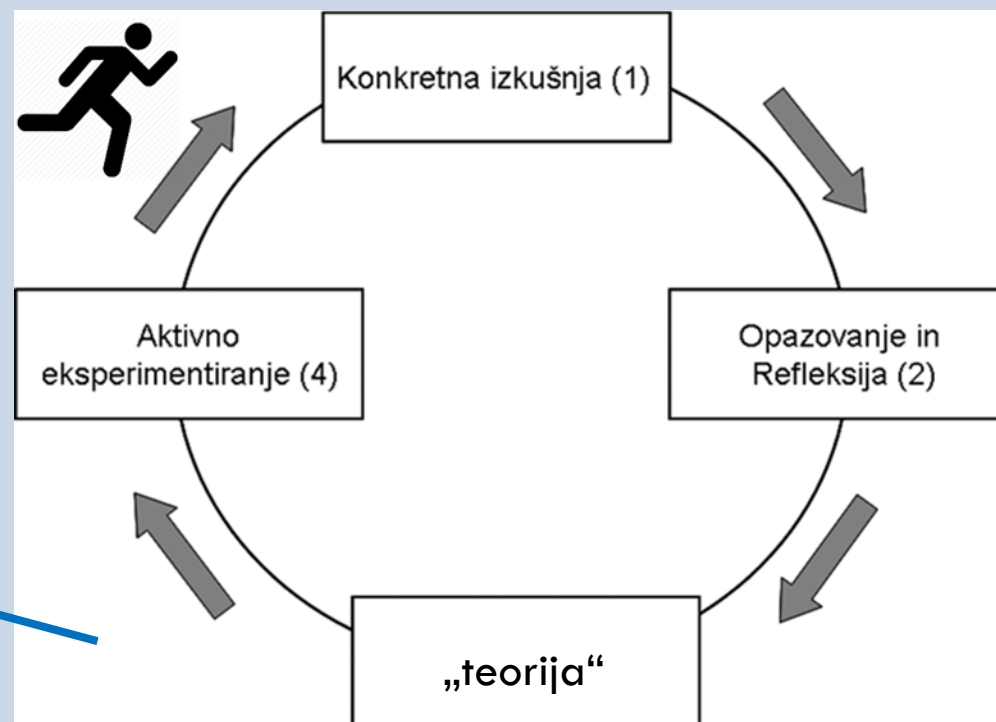 Konkretna izkušnja (1)
Opazovanje in
Refleksija (2)
„teorija“
Aktivno
eksperimentiranje (4)